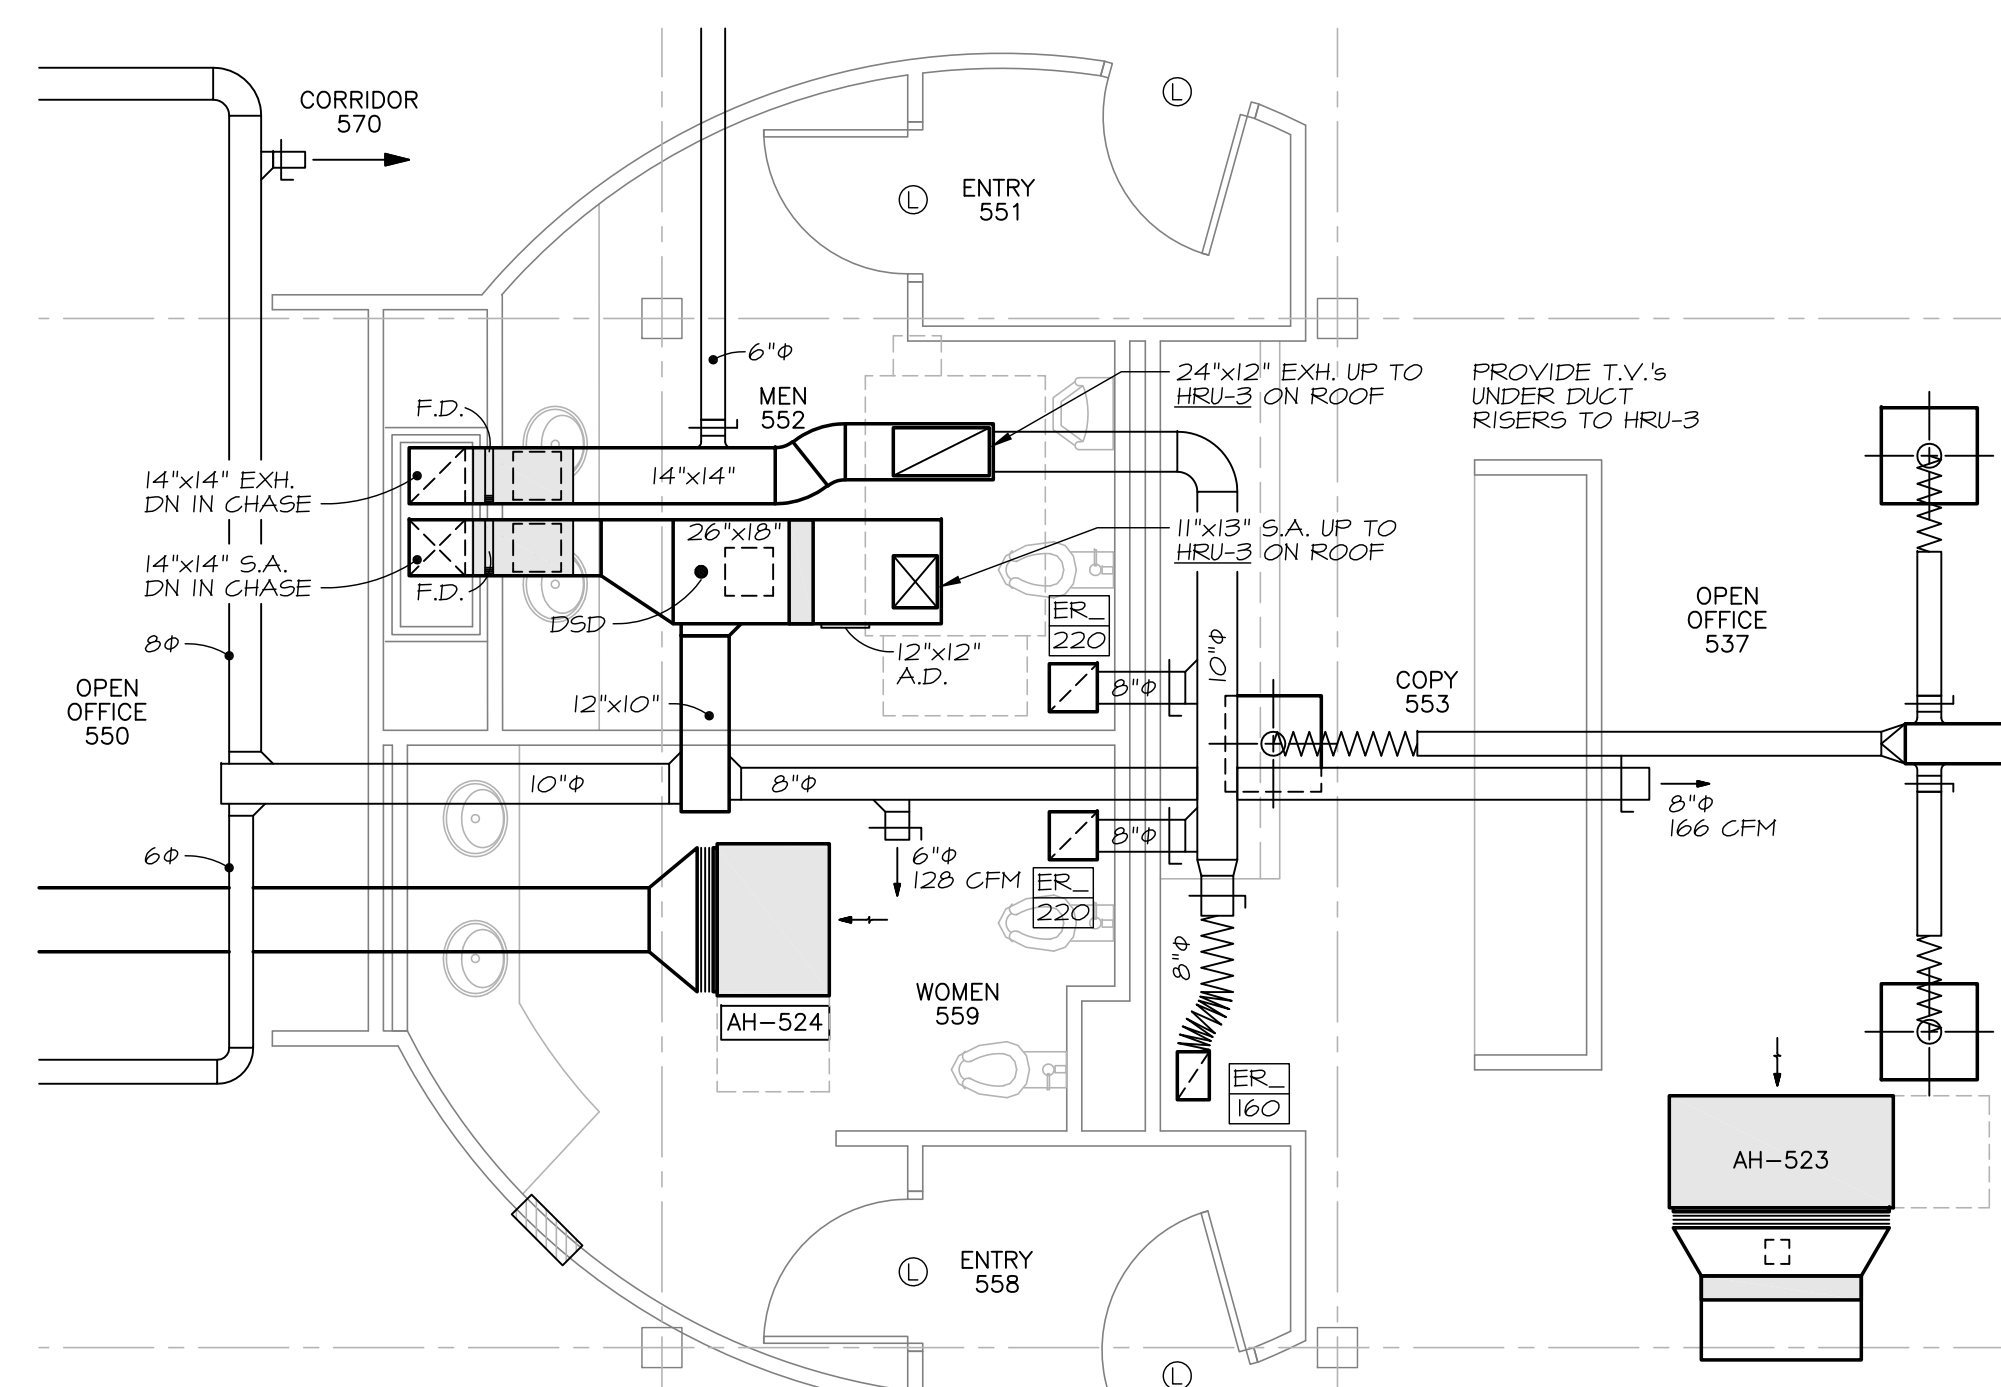 CORRIDOR
570
L
L
ENTRY
551
6"Φ
MEN
552
24"x12" EXH. UP TO
HRU-3 ON ROOF
PROVIDE T.V.'s
UNDER DUCT
RISERS TO HRU-3
F.D.
14"x14" EXH.
DN IN CHASE
14"x14"
26"x18"
11"x13" S.A. UP TO
HRU-3 ON ROOF
14"x14" S.A.
DN IN CHASE
F.D.
DSD
ER_
220
12"x12"
A.D.
10"Φ
OPEN
OFFICE
537
8Φ
OPEN
OFFICE
550
12"x10"
8"Φ
COPY
553
10"Φ
8"Φ
8"Φ
166 CFM
8"Φ
6Φ
6"Φ
128 CFM
ER_
220
8"Φ
WOMEN
559
AH-524
ER_
160
AH-523
ENTRY
558
L
L